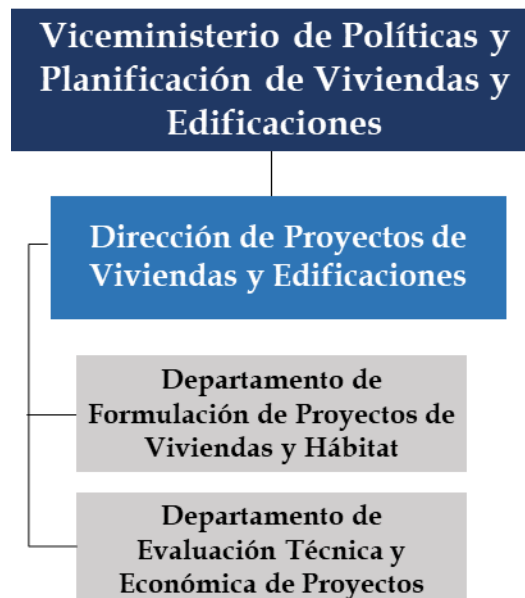 Viceministerio de Políticas y
Planificación de Viviendas y
Edificaciones
Dirección de Proyectos de
Viviendas y Edificaciones
Departamento de
Formulación de Proyectos de
Viviendas y Hábitat
Departamento de
Evaluación Técnica y
Económica de Proyectos